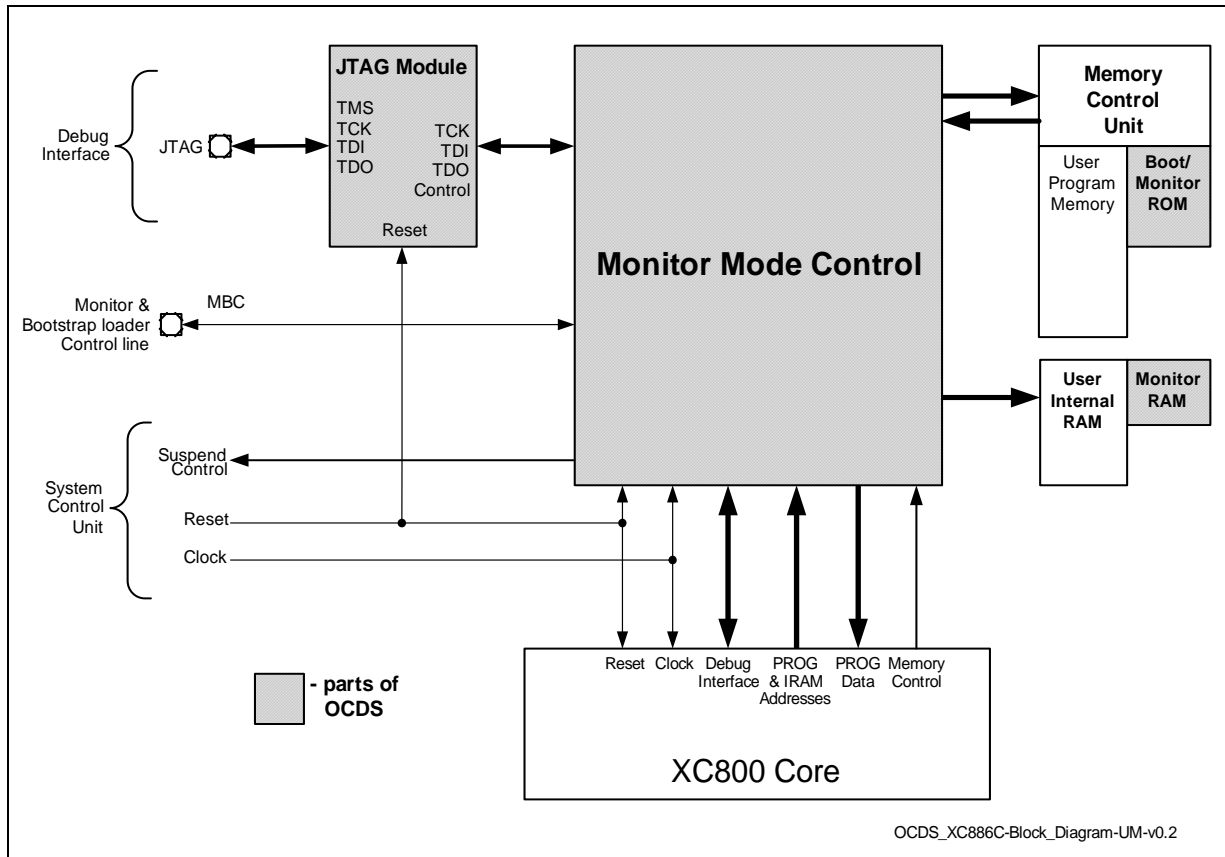 JTAG Module
TMS
TCK
TDI
TDO
TCK
TDI
TDO
Control
Reset
Debug
Interface
JTAG
Monitor Mode Control
Memory
Control
Unit
User
Program
Memory
Boot/
Monitor
ROM
Monitor &
Bootstrap loader
Control line
MBC
User
Internal
RAM
Monitor
RAM
System
Control
Unit
Suspend
Control
Reset
Clock
Reset
Clock
Debug
Interface
PROG
& IRAM
Addresses
PROG
Data
Memory
Control
XC800 Core
- parts of
OCDS
OCDS_XC886C-Block_Diagram-UM-v0.2